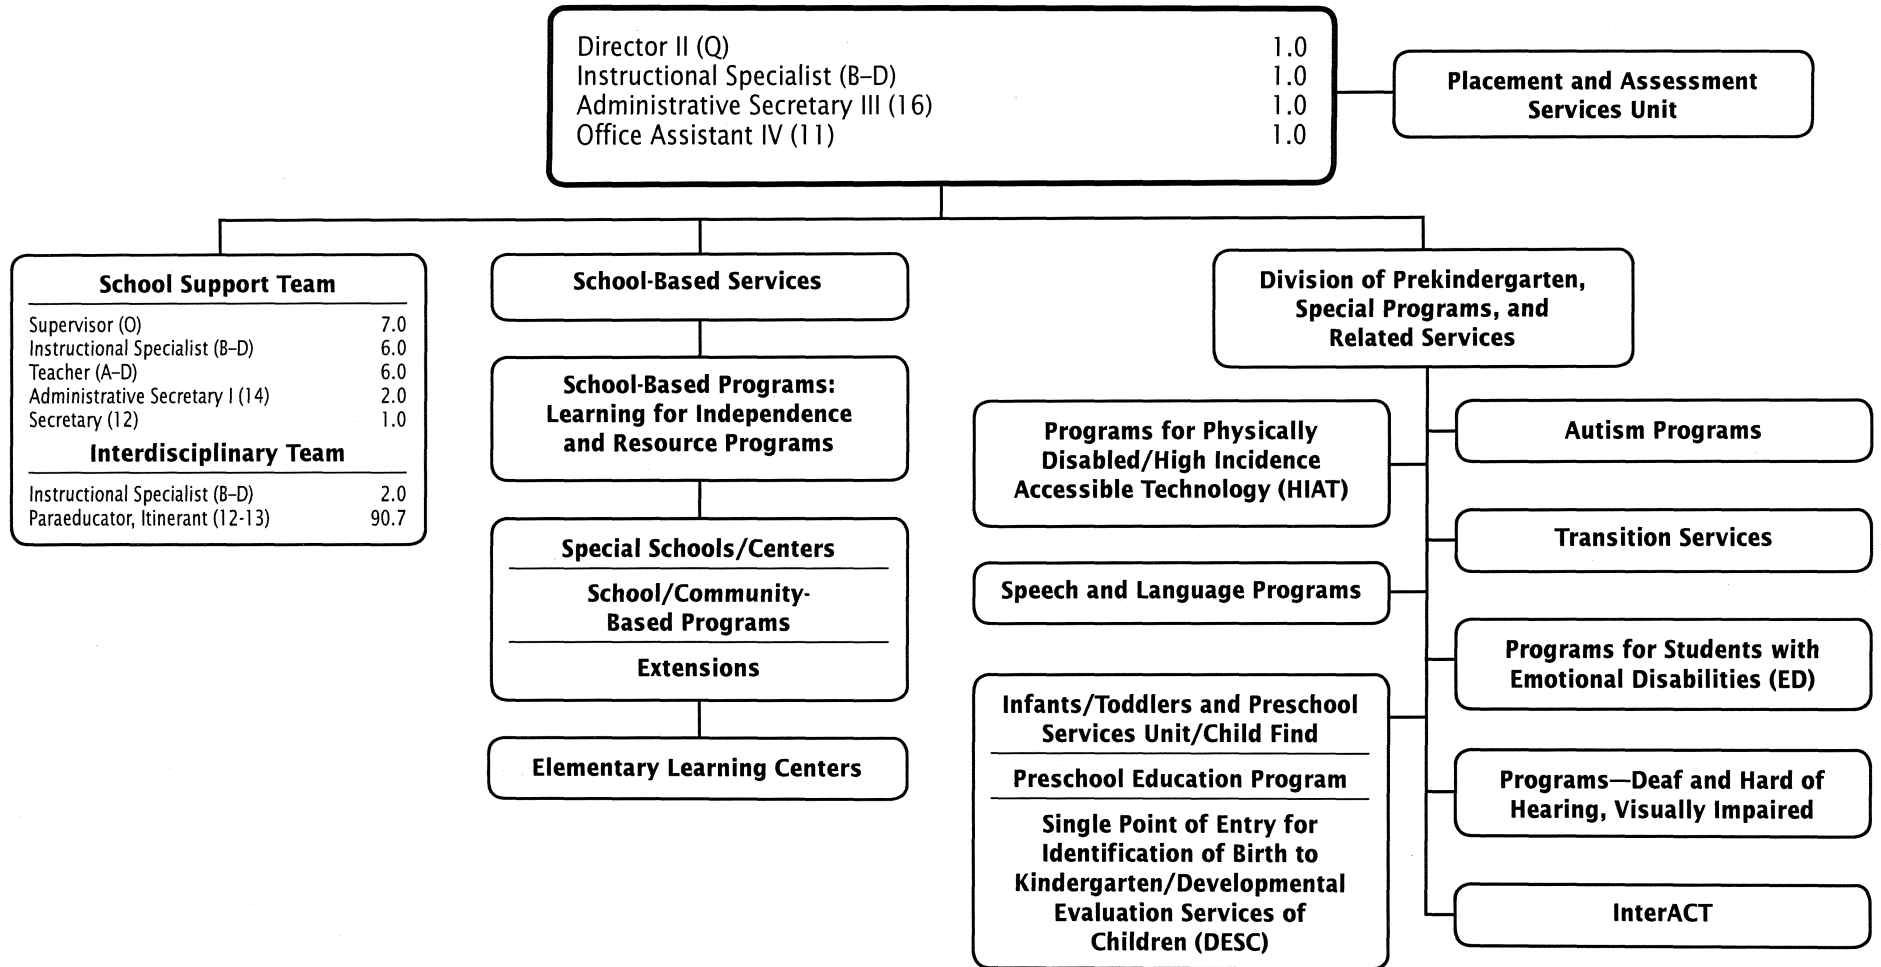 Director II (Q) 1.0
Instructional Specialist (B–D) 1.0
Administrative Secretary III (16) 1.0
Office Assistant IV (11) 1.0
Placement and Assessment
Services Unit
School Support Team
Supervisor (O) 7.0
Instructional Specialist (B–D) 6.0
Teacher (A–D) 6.0
Administrative Secretary I (14) 2.0
Secretary (12) 1.0
Interdisciplinary Team
Instructional Specialist (B–D) 2.0
Paraeducator, Itinerant (12-13) 90.7
School-Based Services
School-Based Programs:
Learning for Independence
and Resource Programs
Special Schools/Centers
School/Community-
Based Programs
Extensions
Elementary Learning Centers
Division of Prekindergarten,
Special Programs, and
Related Services
Programs for Physically
Disabled/High Incidence
Accessible Technology (HIAT)
Speech and Language Programs
Infants/Toddlers and Preschool
Services Unit/Child Find
Preschool Education Program
Single Point of Entry for
Identification of Birth to
Kindergarten/Developmental
Evaluation Services of
Children (DESC)
Autism Programs
Transition Services
Programs for Students with
Emotional Disabilities (ED)
Programs—Deaf and Hard of
Hearing, Visually Impaired
InterACT